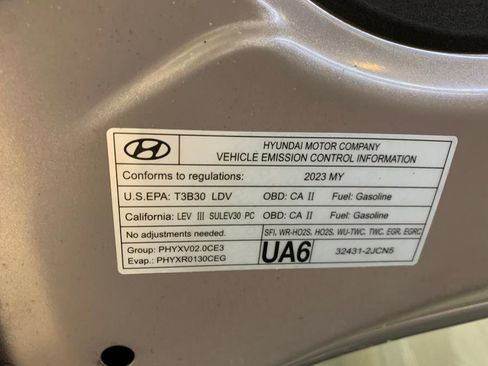 HYUNDAI MOTOR COMPANY
VEHICLE EMISSION CONTROL INFORMATION
Conforms to regulations: 2023 MY
U.S.EPA: T3B30 LDV OBD: CA II Fuel: Gasoline
California: LEV III SULEV30 PC OBD: CA II Fuel: Gasoline
No adjustments needed. SFI, WR-HO2S, HO2S, WU-TWC, TWC, EGR, EGRC
Group: PHYXV02.0CE3
Evap.: PHYXR0130CEG
UA6
32431-2JCN5